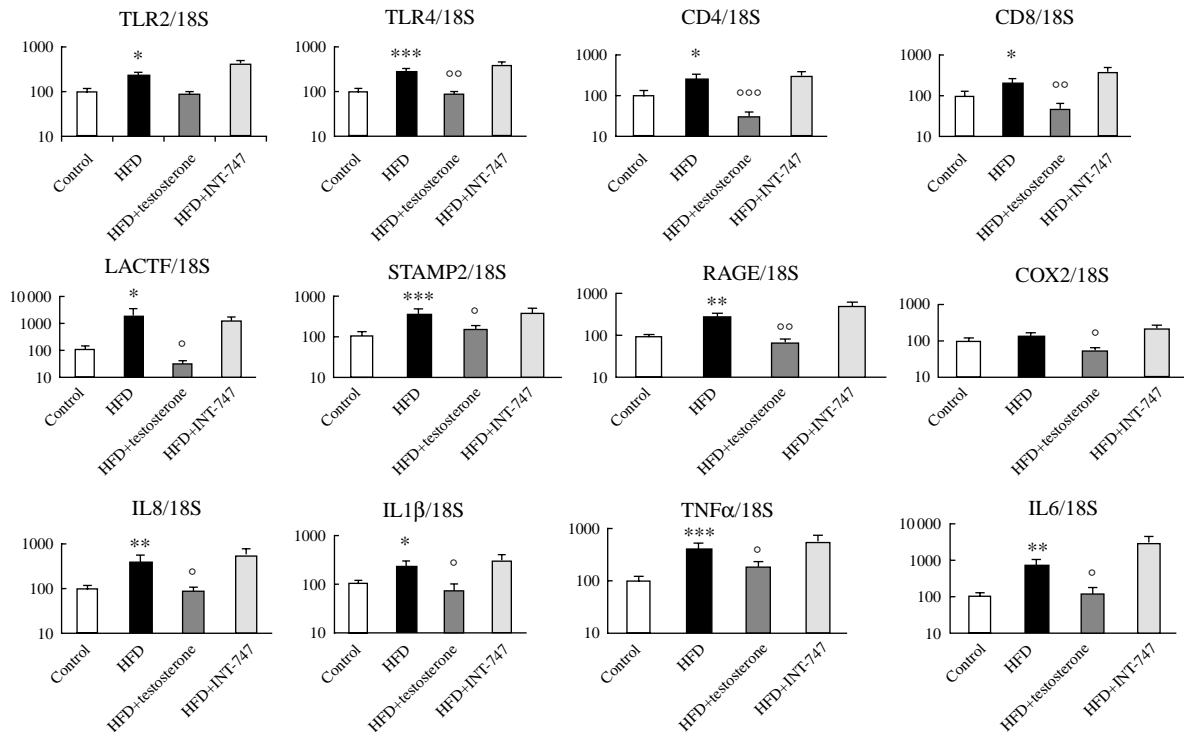 TLR2/18S
1000
100
10
*
Control
HFD
HFD+testosterone
HFD+INT-747
TLR4/18S
1000
100
10
***
°°
Control
HFD
HFD+testosterone
HFD+INT-747
CD4/18S
1000
100
10
*
°°°
Control
HFD
HFD+testosterone
HFD+INT-747
CD8/18S
1000
100
10
*
°°
Control
HFD
HFD+testosterone
HFD+INT-747
LACTF/18S
10 000
1000
100
10
*
°
Control
HFD
HFD+testosterone
HFD+INT-747
STAMP2/18S
1000
100
10
***
°
Control
HFD
HFD+testosterone
HFD+INT-747
RAGE/18S
1000
100
10
**
°°
Control
HFD
HFD+testosterone
HFD+INT-747
COX2/18S
1000
100
10
°
Control
HFD
HFD+testosterone
HFD+INT-747
IL8/18S
1000
100
10
**
°
Control
HFD
HFD+testosterone
HFD+INT-747
IL1β/18S
1000
100
10
*
°
Control
HFD
HFD+testosterone
HFD+INT-747
TNFα/18S
1000
100
10
***
°
Control
HFD
HFD+testosterone
HFD+INT-747
IL6/18S
10 000
1000
100
10
**
°
Control
HFD
HFD+testosterone
HFD+INT-747